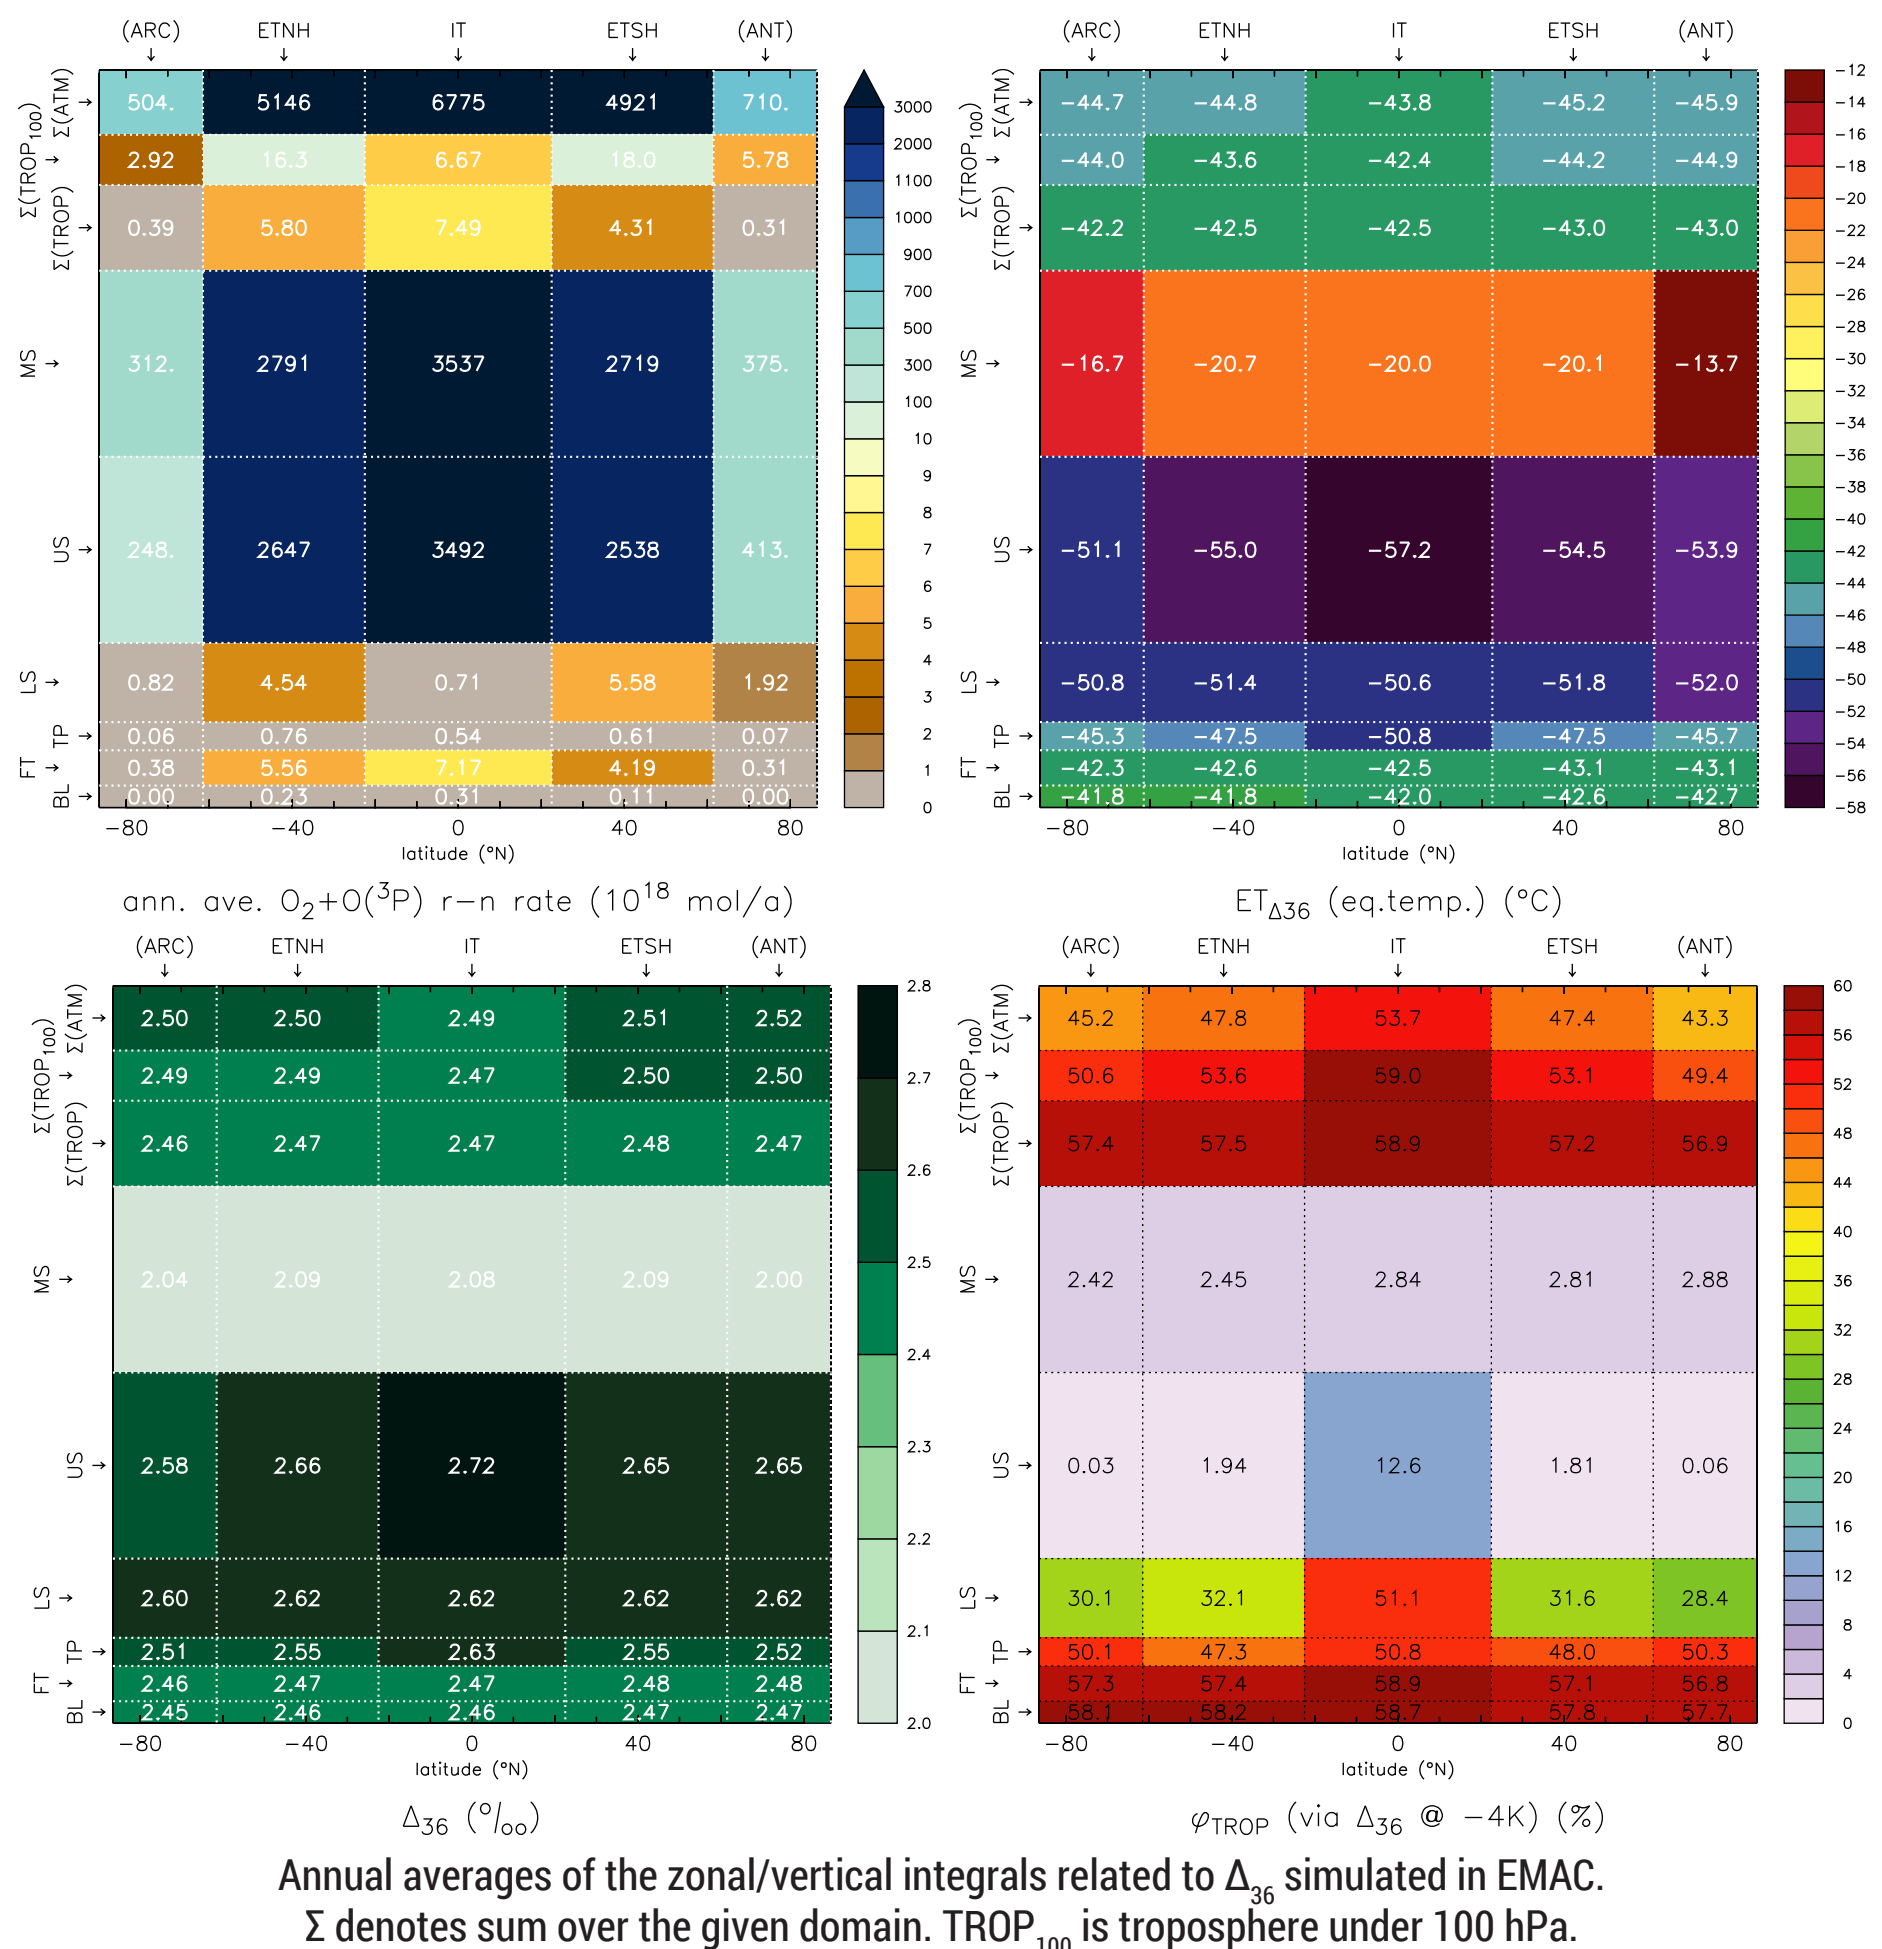 (ARC) ETNH IT ETSH (ANT)
↓ ↓ ↓ ↓ ↓
Σ(ATM) → 504. 5146 6775 4921 710.
Σ(TROP100) → 2.92 16.3 6.67 18.0 5.78
Σ(TROP) → 0.39 5.80 7.49 4.31 0.31
MS → 312. 2791 3537 2719 375.
US → 248. 2647 3492 2538 413.
LS → 0.82 4.54 0.71 5.58 1.92
TP → 0.06 0.76 0.54 0.61 0.07
FT → 0.38 5.56 7.17 4.19 0.31
BL → 0.00 0.23 0.31 0.11 0.00
−80 −40 0 40 80
latitude (°N)
3000
2000
1100
1000
900
700
500
300
100
10
9
8
7
6
5
4
3
2
1
0
ann. ave. O2+O(3P) r−n rate (10^18 mol/a)
(ARC) ETNH IT ETSH (ANT)
↓ ↓ ↓ ↓ ↓
Σ(ATM) → −44.7 −44.8 −43.8 −45.2 −45.9
Σ(TROP100) → −44.0 −43.6 −42.4 −44.2 −44.9
Σ(TROP) → −42.2 −42.5 −42.5 −43.0 −43.0
MS → −16.7 −20.7 −20.0 −20.1 −13.7
US → −51.1 −55.0 −57.2 −54.5 −53.9
LS → −50.8 −51.4 −50.6 −51.8 −52.0
TP → −45.3 −47.5 −50.8 −47.5 −45.7
FT → −42.3 −42.6 −42.5 −43.1 −43.1
BL → −41.8 −41.8 −42.0 −42.6 −42.7
−80 −40 0 40 80
latitude (°N)
−12
−14
−16
−18
−20
−22
−24
−26
−28
−30
−32
−34
−36
−38
−40
−42
−44
−46
−48
−50
−52
−54
−56
−58
ETΔ36 (eq.temp.) (°C)
(ARC) ETNH IT ETSH (ANT)
↓ ↓ ↓ ↓ ↓
Σ(ATM) → 2.50 2.50 2.49 2.51 2.52
Σ(TROP100) → 2.49 2.49 2.47 2.50 2.50
Σ(TROP) → 2.46 2.47 2.47 2.48 2.47
MS → 2.04 2.09 2.08 2.09 2.00
US → 2.58 2.66 2.72 2.65 2.65
LS → 2.60 2.62 2.62 2.62 2.62
TP → 2.51 2.55 2.63 2.55 2.52
FT → 2.46 2.47 2.47 2.48 2.48
BL → 2.45 2.46 2.46 2.47 2.47
−80 −40 0 40 80
latitude (°N)
2.8
2.7
2.6
2.5
2.4
2.3
2.2
2.1
2.0
Δ36 (‰)
(ARC) ETNH IT ETSH (ANT)
↓ ↓ ↓ ↓ ↓
Σ(ATM) → 45.2 47.8 53.7 47.4 43.3
Σ(TROP100) → 50.6 53.6 59.0 53.1 49.4
Σ(TROP) → 57.4 57.5 58.9 57.2 56.9
MS → 2.42 2.45 2.84 2.81 2.88
US → 0.03 1.94 12.6 1.81 0.06
LS → 30.1 32.1 51.1 31.6 28.4
TP → 50.1 47.3 50.8 48.0 50.3
FT → 57.3 57.4 58.9 57.1 56.8
BL → 58.1 58.2 58.7 57.8 57.7
−80 −40 0 40 80
latitude (°N)
60
56
52
48
44
40
36
32
28
24
20
16
12
8
4
0
φTROP (via Δ36 @ −4K) (%)
Annual averages of the zonal/vertical integrals related to Δ36 simulated in EMAC.
Σ denotes sum over the given domain. TROP100 is troposphere under 100 hPa.